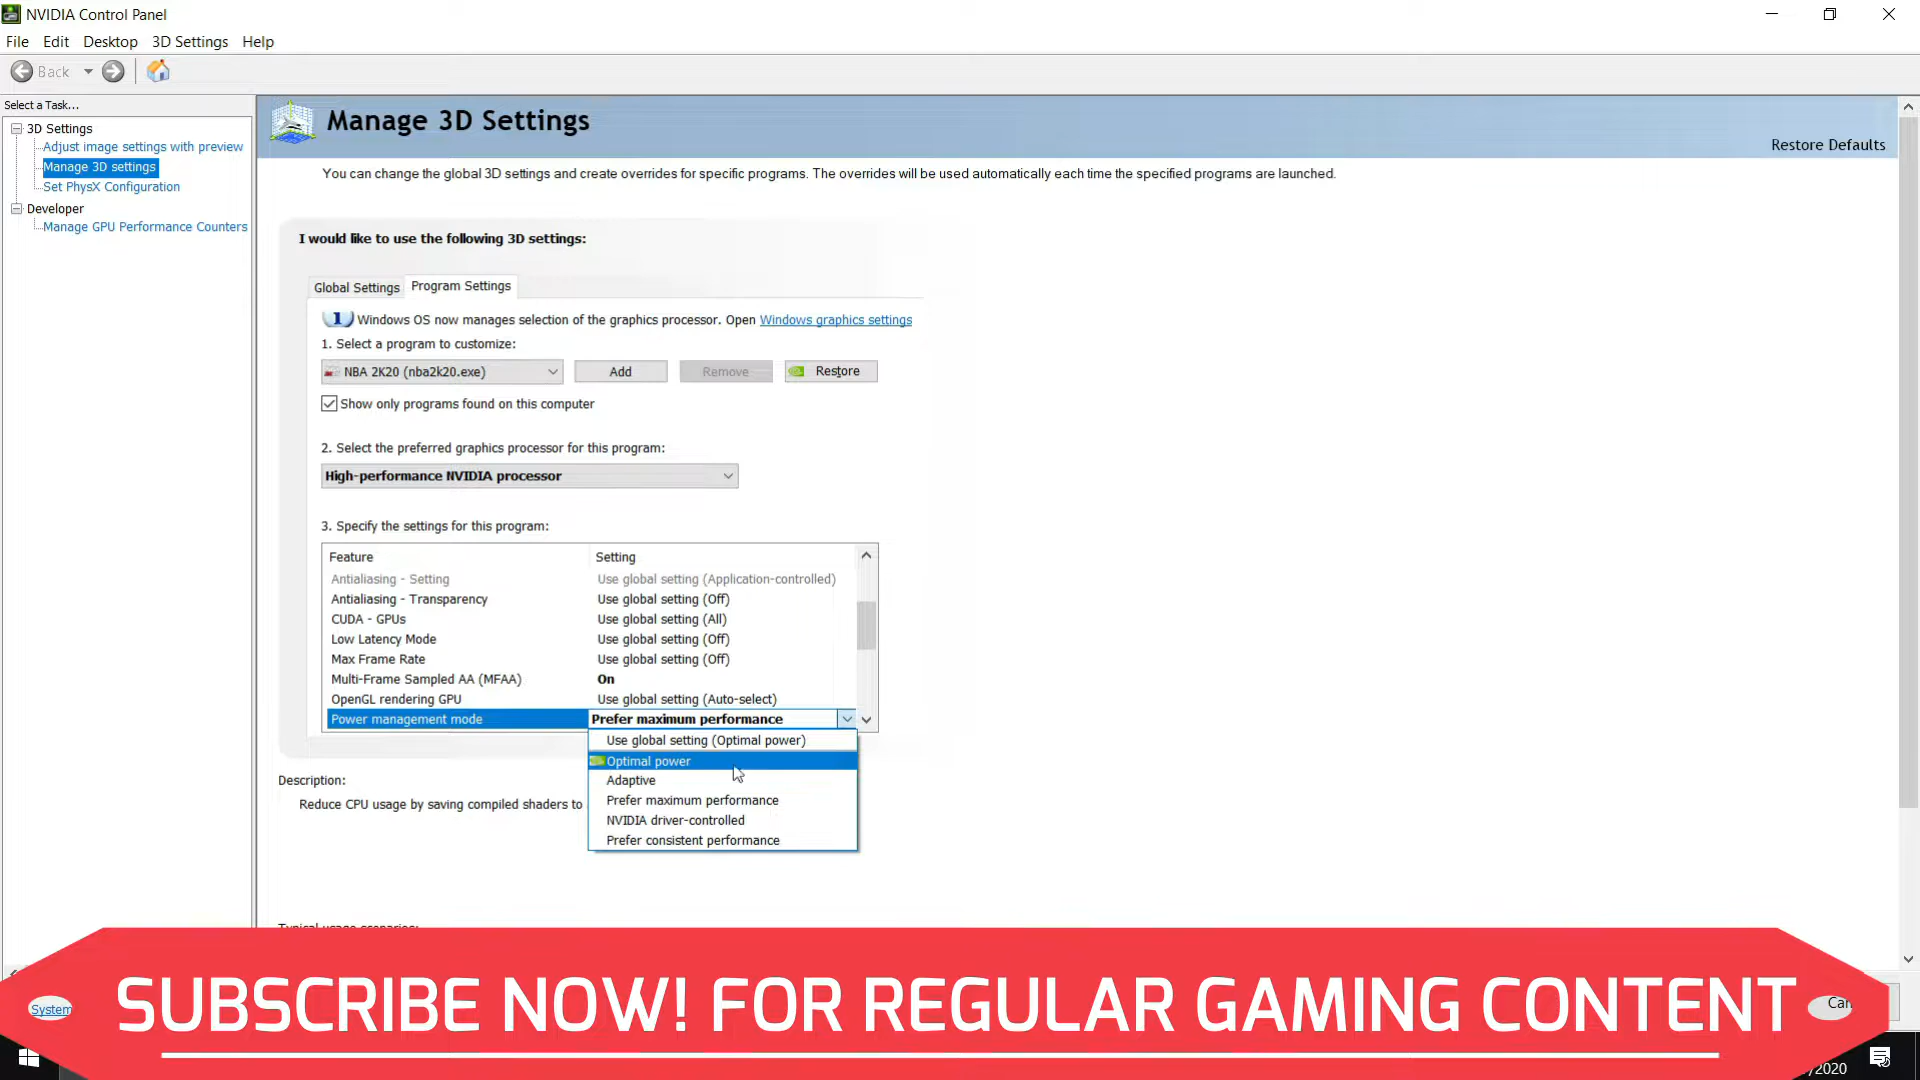 NVIDIA Control Panel
File Edit Desktop 3D Settings Help
Back
Select a Task...
3D Settings
Adjust image settings with preview
Manage 3D settings
Set PhysX Configuration
Developer
Manage GPU Performance Counters
Manage 3D Settings
Restore Defaults
You can change the global 3D settings and create overrides for specific programs. The overrides will be used automatically each time the specified programs are launched.
I would like to use the following 3D settings:
Global Settings Program Settings
Windows OS now manages selection of the graphics processor. Open Windows graphics settings
1. Select a program to customize:
NBA 2K20 (nba2k20.exe) Add Remove Restore
Show only programs found on this computer
2. Select the preferred graphics processor for this program:
High-performance NVIDIA processor
3. Specify the settings for this program:
Feature Setting
Antialiasing - Setting Use global setting (Application-controlled)
Antialiasing - Transparency Use global setting (Off)
CUDA - GPUs Use global setting (All)
Low Latency Mode Use global setting (Off)
Max Frame Rate Use global setting (Off)
Multi-Frame Sampled AA (MFAA) On
OpenGL rendering GPU Use global setting (Auto-select)
Power management mode Prefer maximum performance
Use global setting (Optimal power)
Optimal power
Adaptive
Prefer maximum performance
NVIDIA driver-controlled
Prefer consistent performance
Description:
Reduce CPU usage by saving compiled shaders to
Typical usage scenarios:
System
SUBSCRIBE NOW! FOR REGULAR GAMING CONTENT
/2020